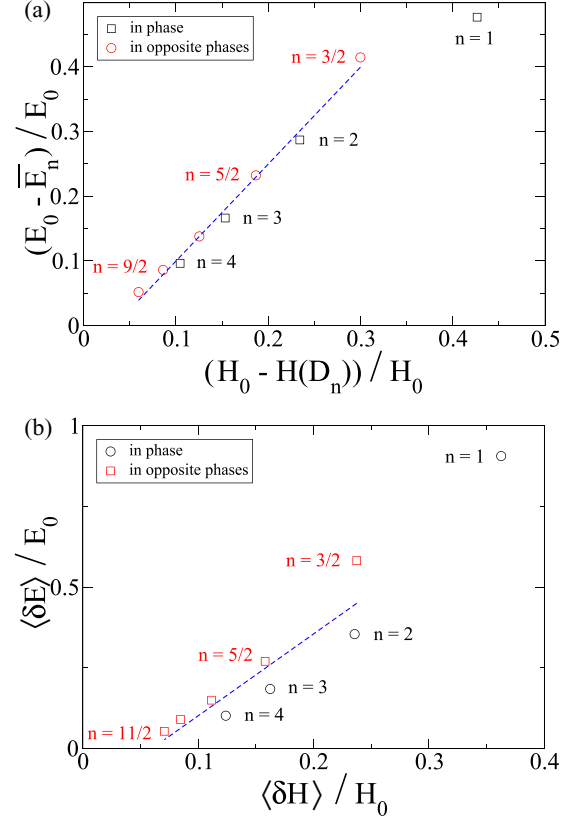 (a)
in phase
in opposite phases
n = 1
n = 3/2
n = 2
n = 5/2
n = 3
n = 9/2
n = 4
0.4
0.3
0.2
0.1
0
(E₀ - E̅ₙ) / E₀
0 0.1 0.2 0.3 0.4 0.5
(H₀ - H(Dₙ)) / H₀
(b)
in phase
in opposite phases
n = 1
n = 3/2
n = 2
n = 5/2
n = 3
n = 4
n = 11/2
1
0.5
0
⟨δE⟩ / E₀
0 0.1 0.2 0.3 0.4
⟨δH⟩ / H₀